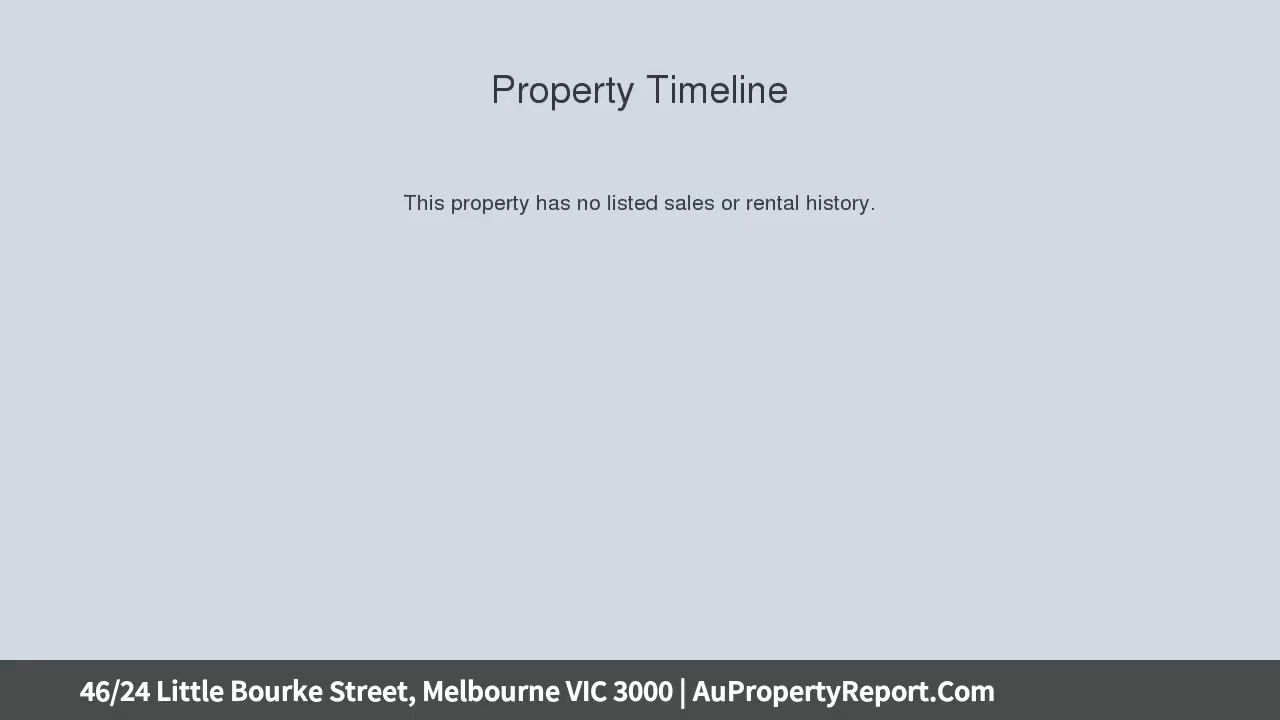 Property Timeline
This property has no listed sales or rental history.
46/24 Little Bourke Street, Melbourne VIC 3000 | AuPropertyReport.Com